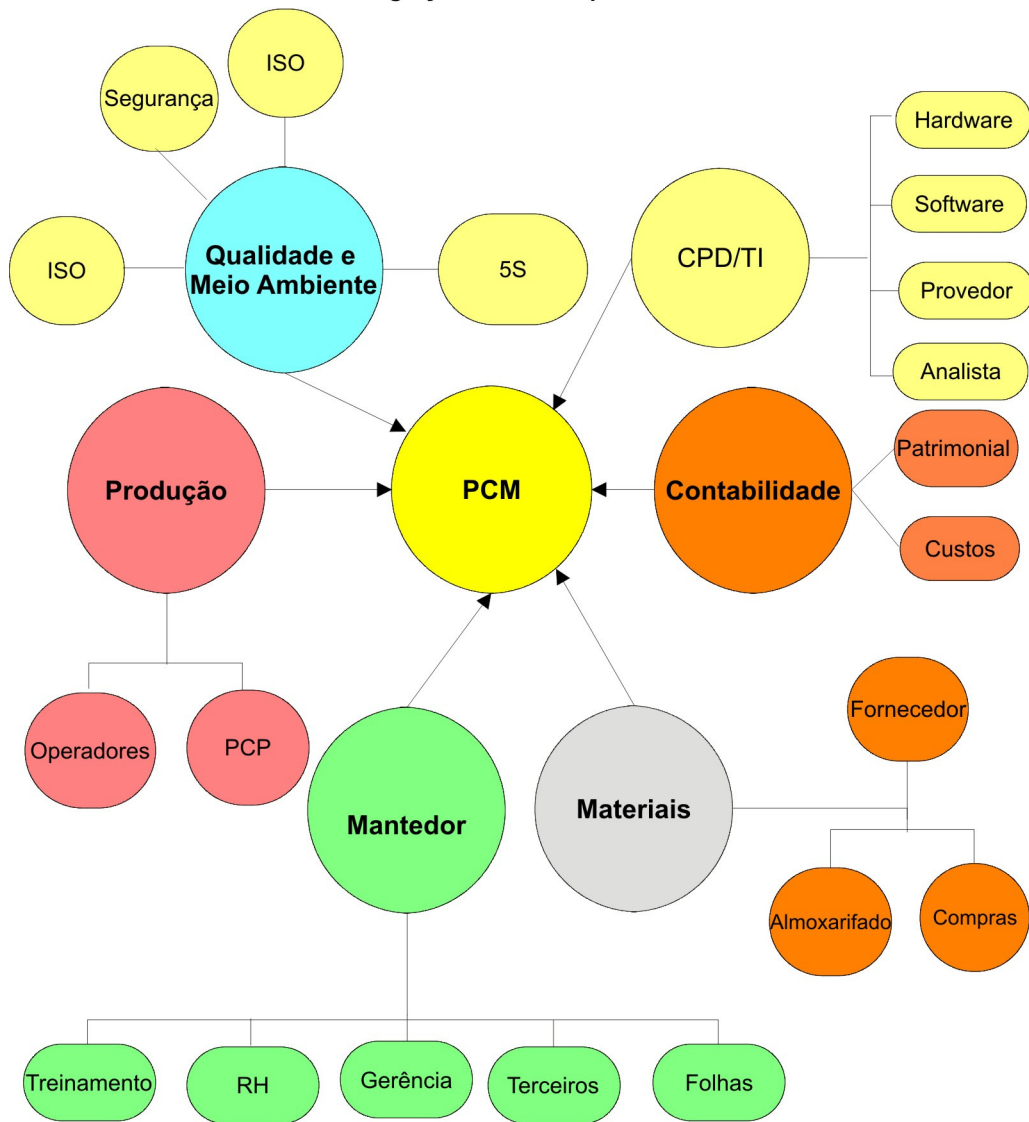 ISO
Segurança
Hardware
Software
ISO
Qualidade e
Meio Ambiente
5S
CPD/TI
Provedor
Analista
Patrimonial
Produção
PCM
Contabilidade
Custos
Fornecedor
Operadores
PCP
Mantedor
Materiais
Almoxarifado
Compras
Treinamento
RH
Gerência
Terceiros
Folhas